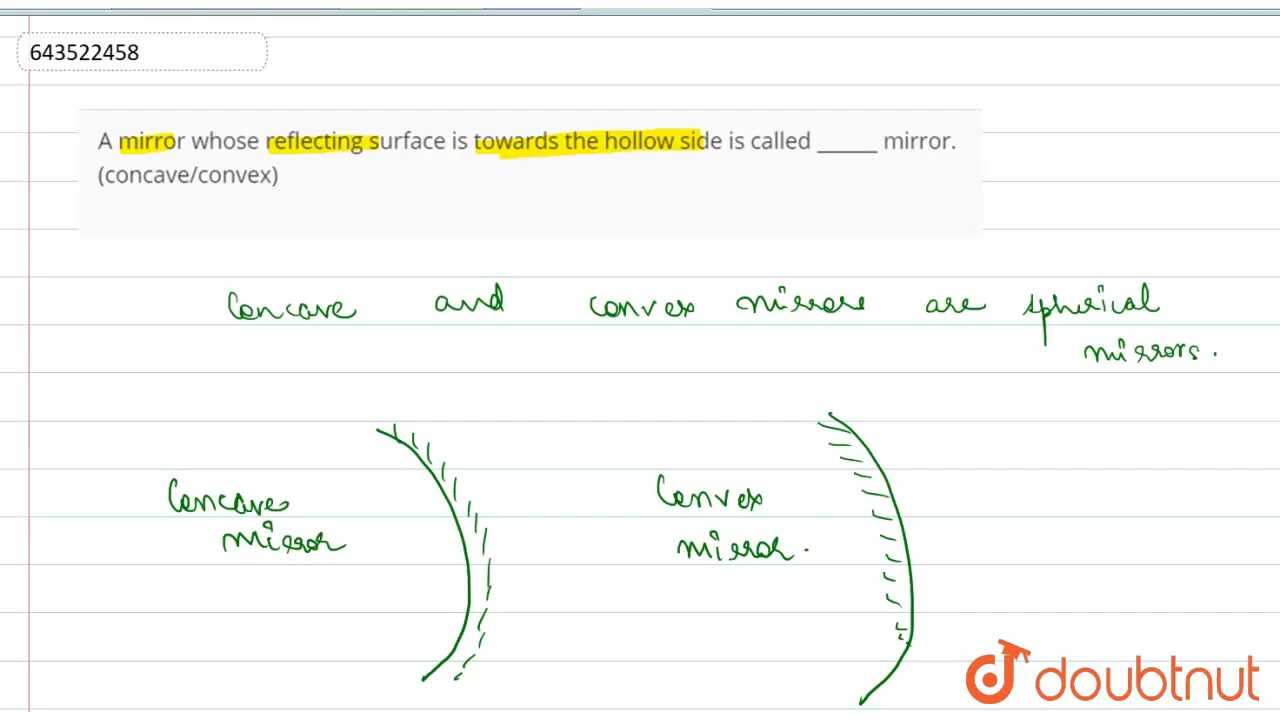 643522458
A mirror whose reflecting surface is towards the hollow side is called ______ mirror.
(concave/convex)
Concave and convex mirrors are spherical
mirrors.
Concave
mirror
Convex
mirror.
doubtnut